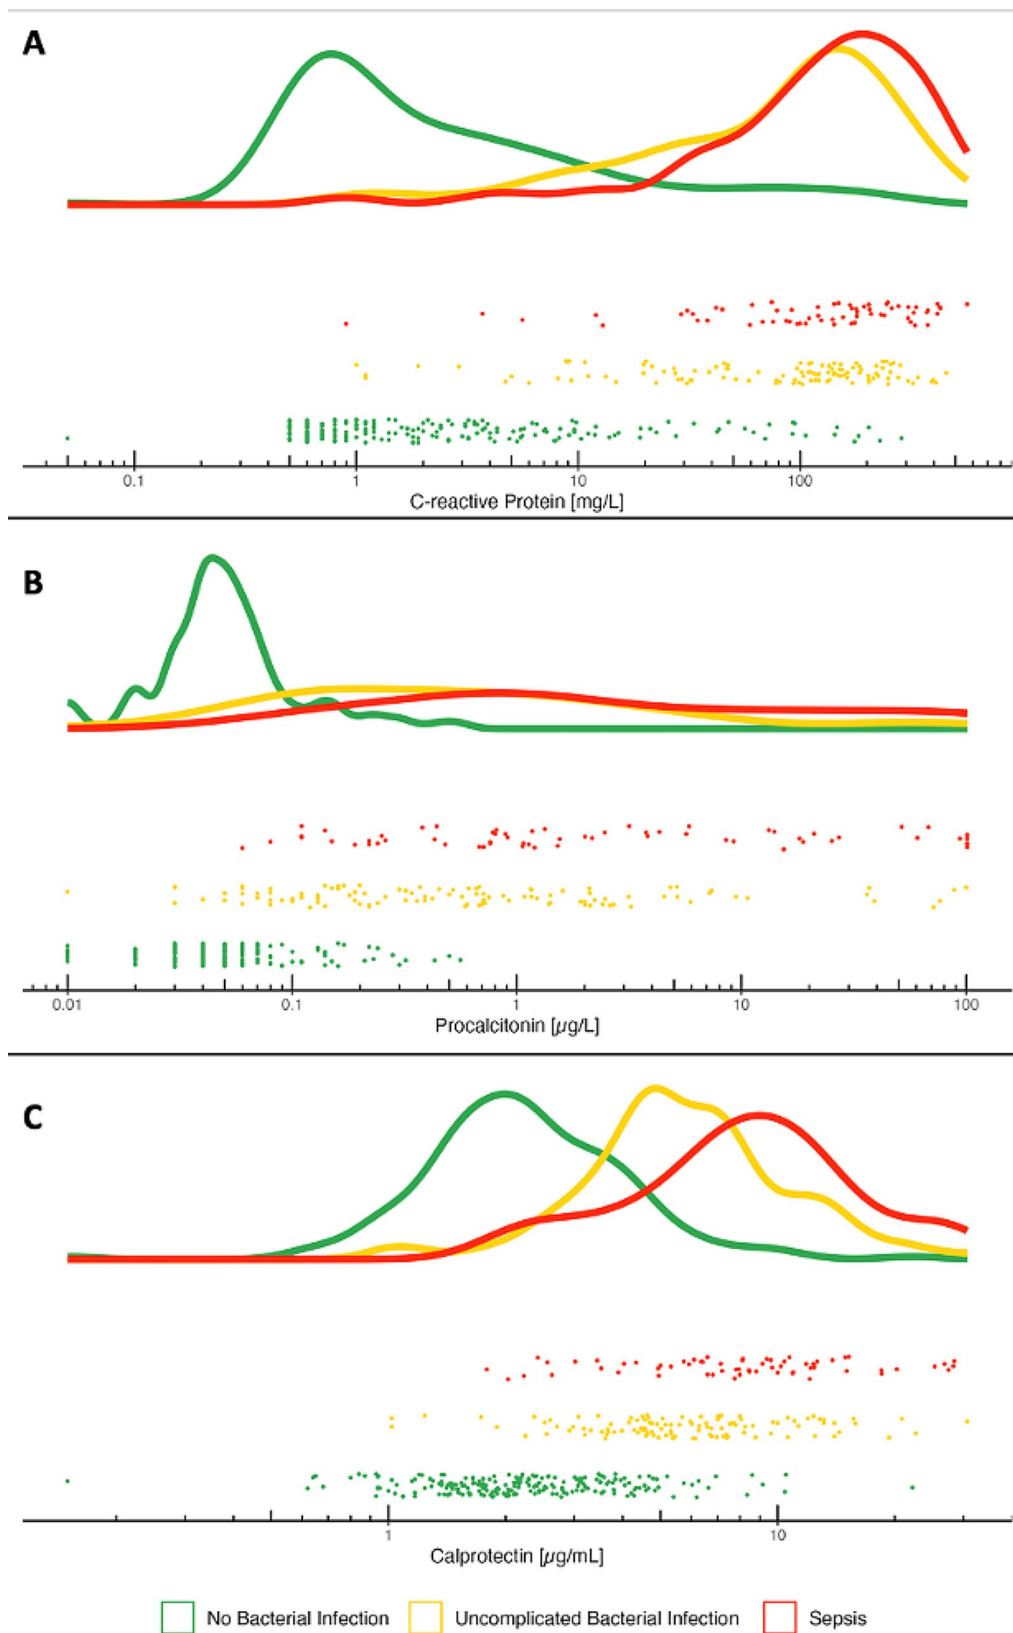 A
0.1 1 10 100
C-reactive Protein [mg/L]
B
0.01 0.1 1 10 100
Procalcitonin [µg/L]
C
1 10
Calprotectin [µg/mL]
No Bacterial Infection Uncomplicated Bacterial Infection Sepsis